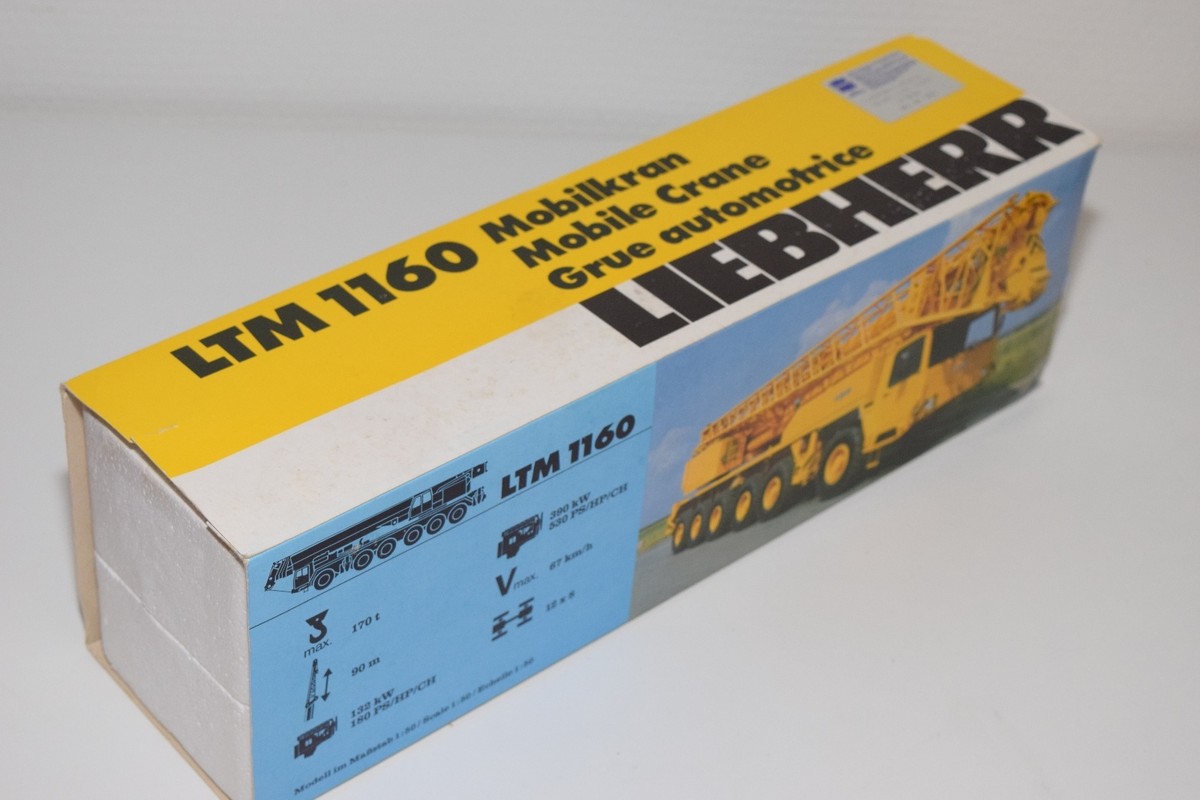 LTM 1160
Mobilkran
Mobile Crane
Grue automotrice
LIEBHERR
LTM 1160
max. 170 t
90 m
132 kW
180 PS/HP/CH
390 kW
530 PS/HP/CH
Vmax. 67 km/h
12 x 8
Modell im Maßstab 1:50 / Scale 1:50 / Echelle 1:50